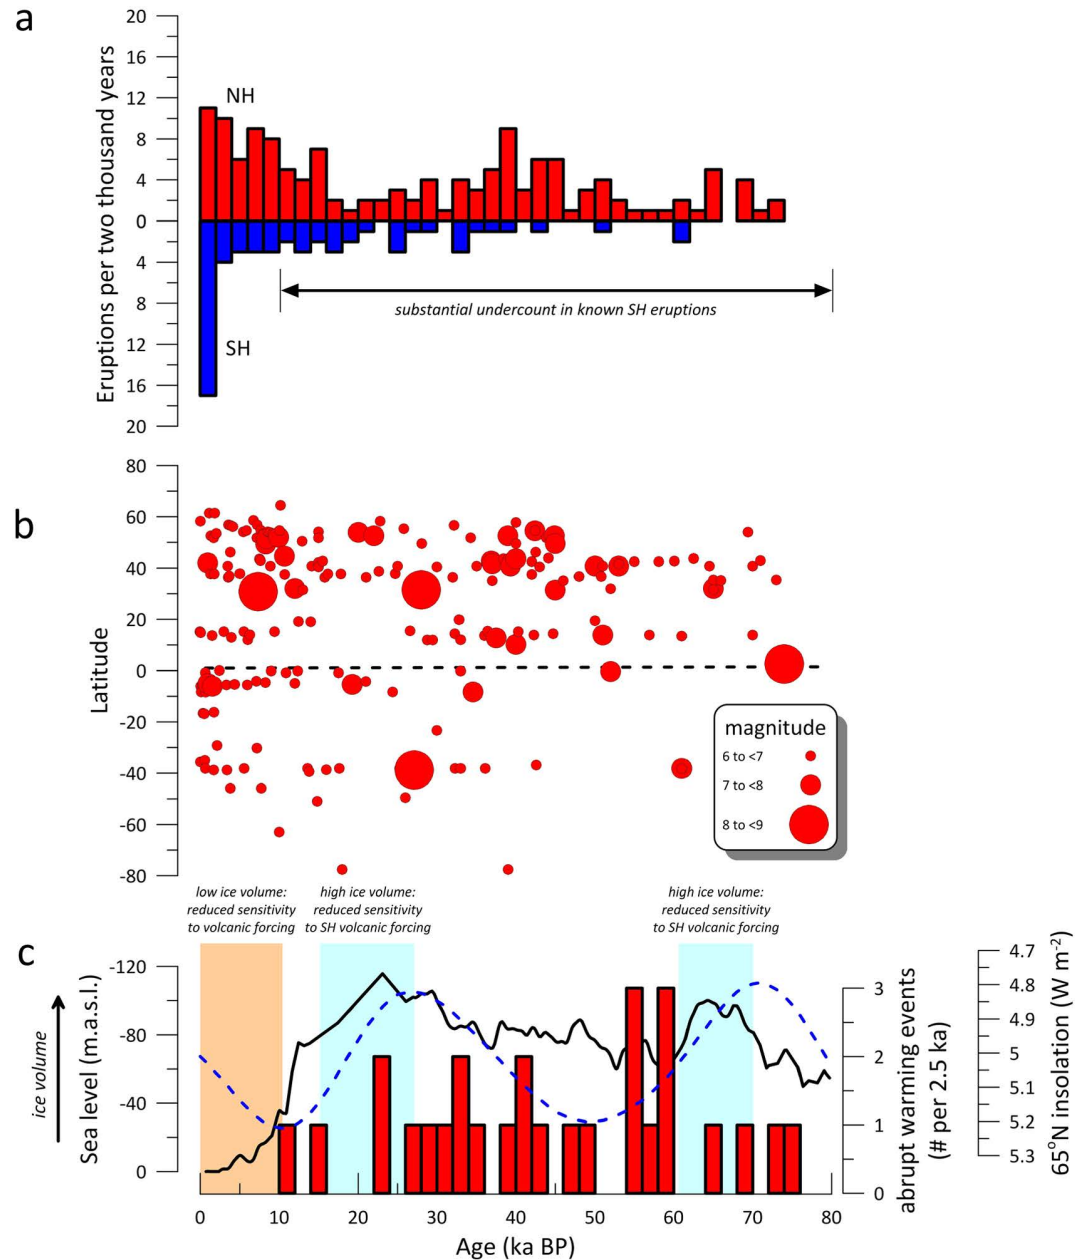 a
20
16
12
8
4
0
4
8
12
16
20
Eruptions per two thousand years
NH
SH
substantial undercount in known SH eruptions
b
80
60
40
20
0
-20
-40
-60
-80
Latitude
magnitude
6 to <7
7 to <8
8 to <9
low ice volume:
reduced sensitivity
to volcanic forcing
high ice volume:
reduced sensitivity
to SH volcanic forcing
high ice volume:
reduced sensitivity
to SH volcanic forcing
c
ice volume
Sea level (m.a.s.l.)
-120
-80
-40
0
3
2
1
0
abrupt warming events
(# per 2.5 ka)
4.7
4.8
4.9
5
5.1
5.2
5.3
65°N insolation (W m-2)
0 10 20 30 40 50 60 70 80
Age (ka BP)